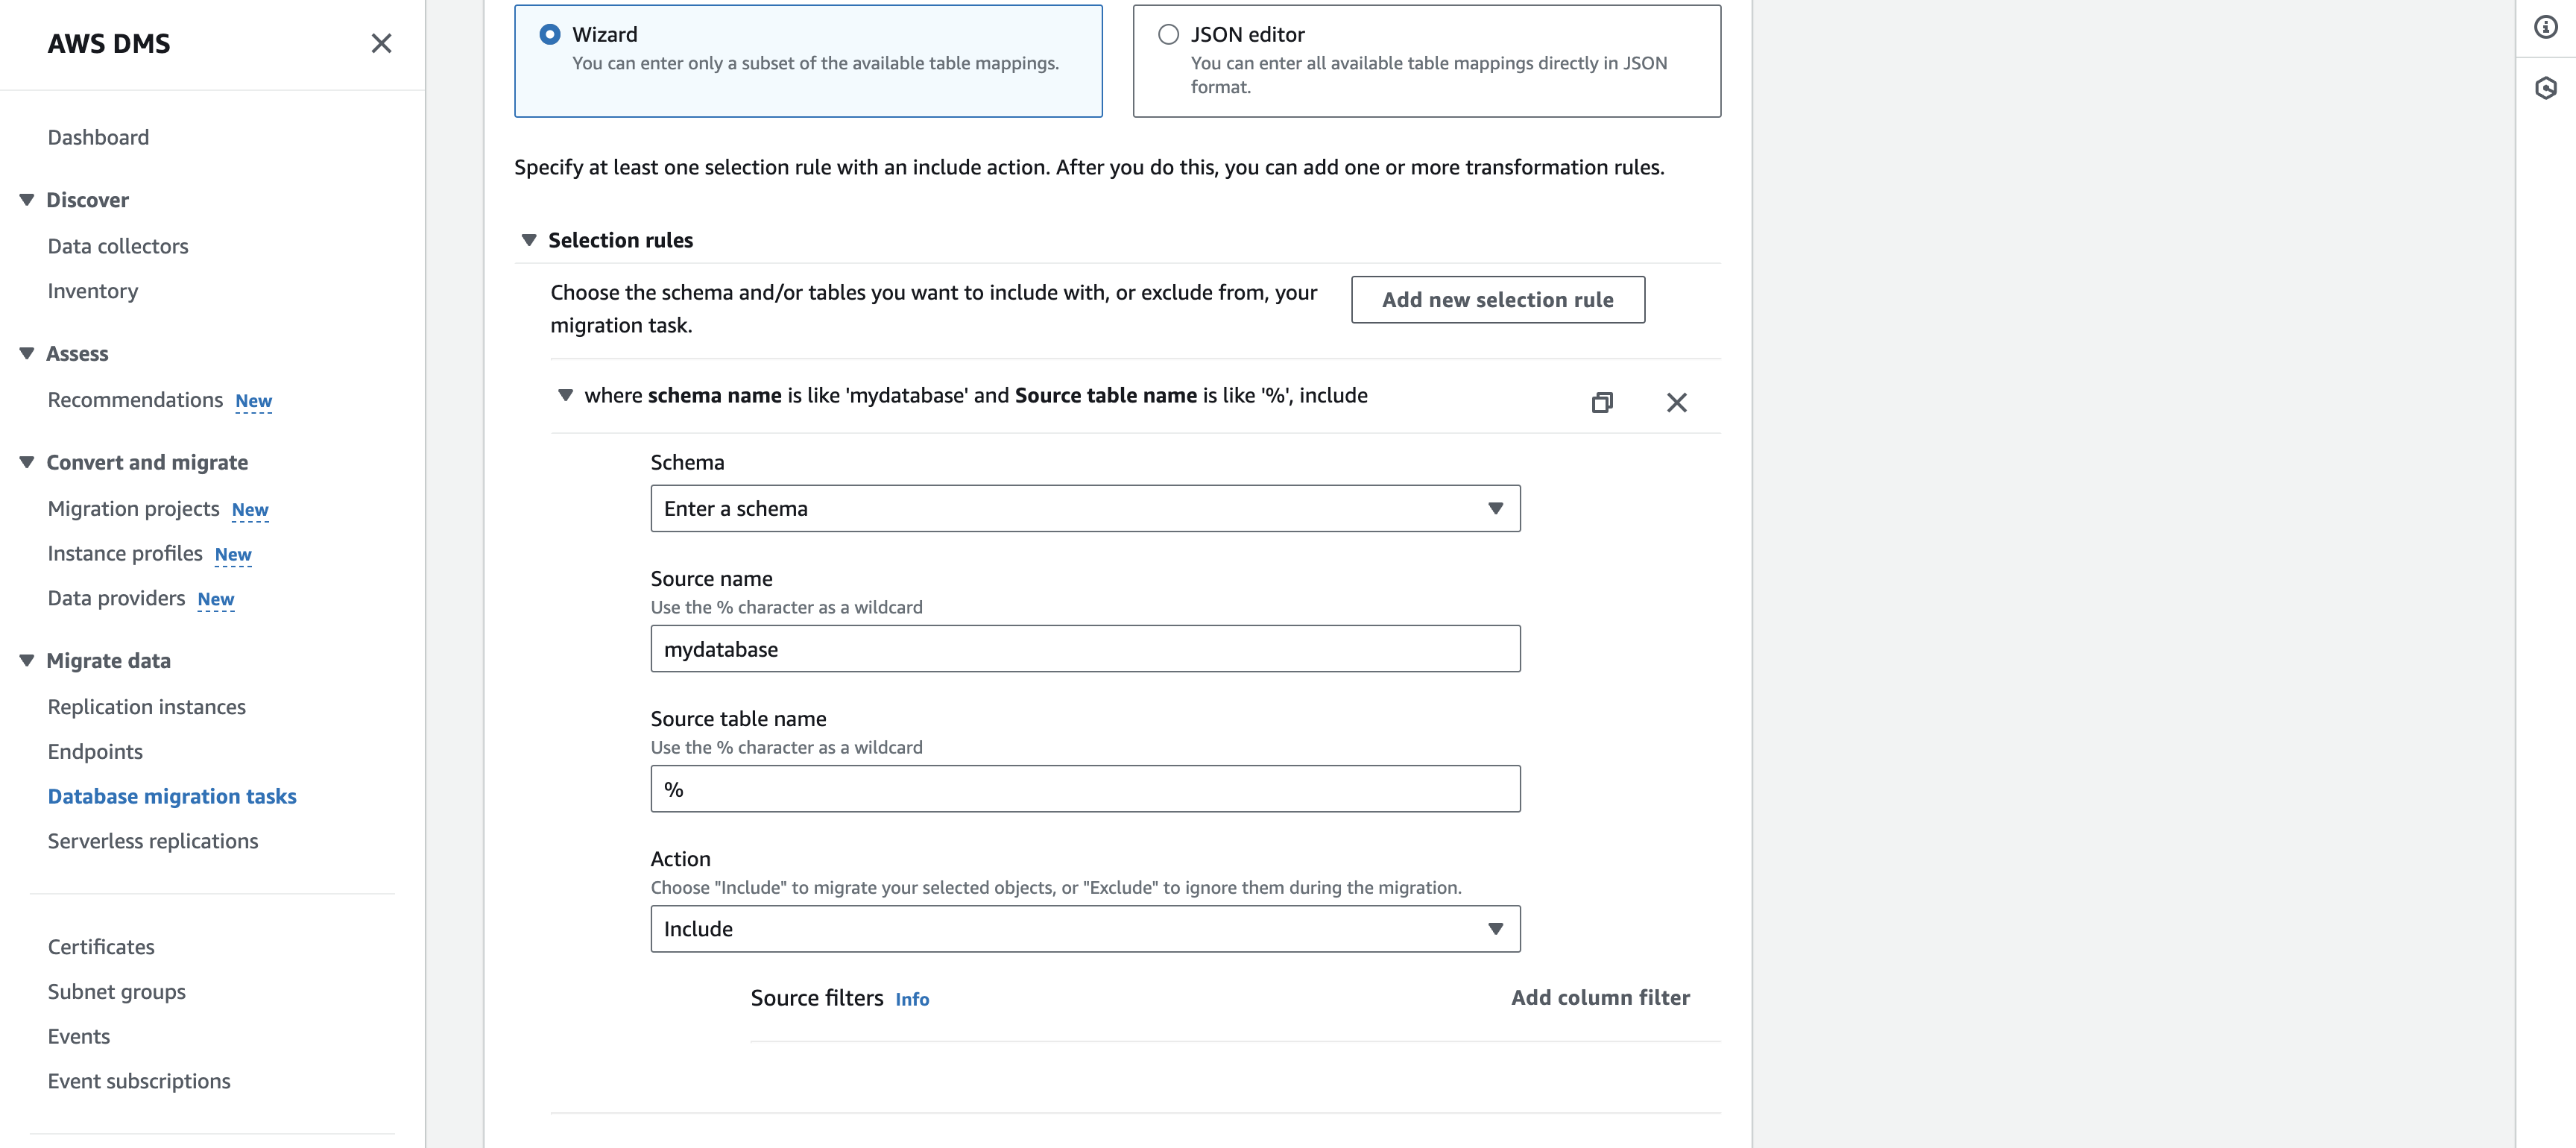 AWS DMS
Dashboard
Discover
Data collectors
Inventory
Assess
Recommendations New
Convert and migrate
Migration projects New
Instance profiles New
Data providers New
Migrate data
Replication instances
Endpoints
Database migration tasks
Serverless replications
Certificates
Subnet groups
Events
Event subscriptions
Wizard
You can enter only a subset of the available table mappings.
JSON editor
You can enter all available table mappings directly in JSON
format.
Specify at least one selection rule with an include action. After you do this, you can add one or more transformation rules.
Selection rules
Choose the schema and/or tables you want to include with, or exclude from, your
migration task.
Add new selection rule
where schema name is like 'mydatabase' and Source table name is like '%', include
Schema
Enter a schema
Source name
Use the % character as a wildcard
mydatabase
Source table name
Use the % character as a wildcard
%
Action
Choose "Include" to migrate your selected objects, or "Exclude" to ignore them during the migration.
Include
Source filters Info
Add column filter